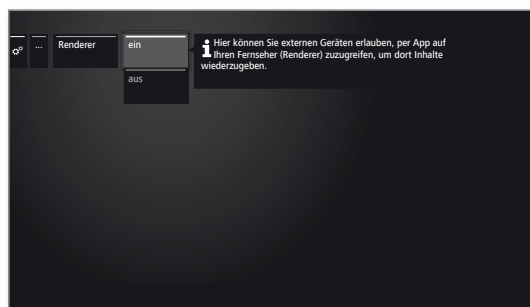 ... Renderer ein
Hier können Sie externen Geräten erlauben, per App auf
Ihren Fernseher (Renderer) zuzugreifen, um dort Inhalte
wiederzugeben.
aus